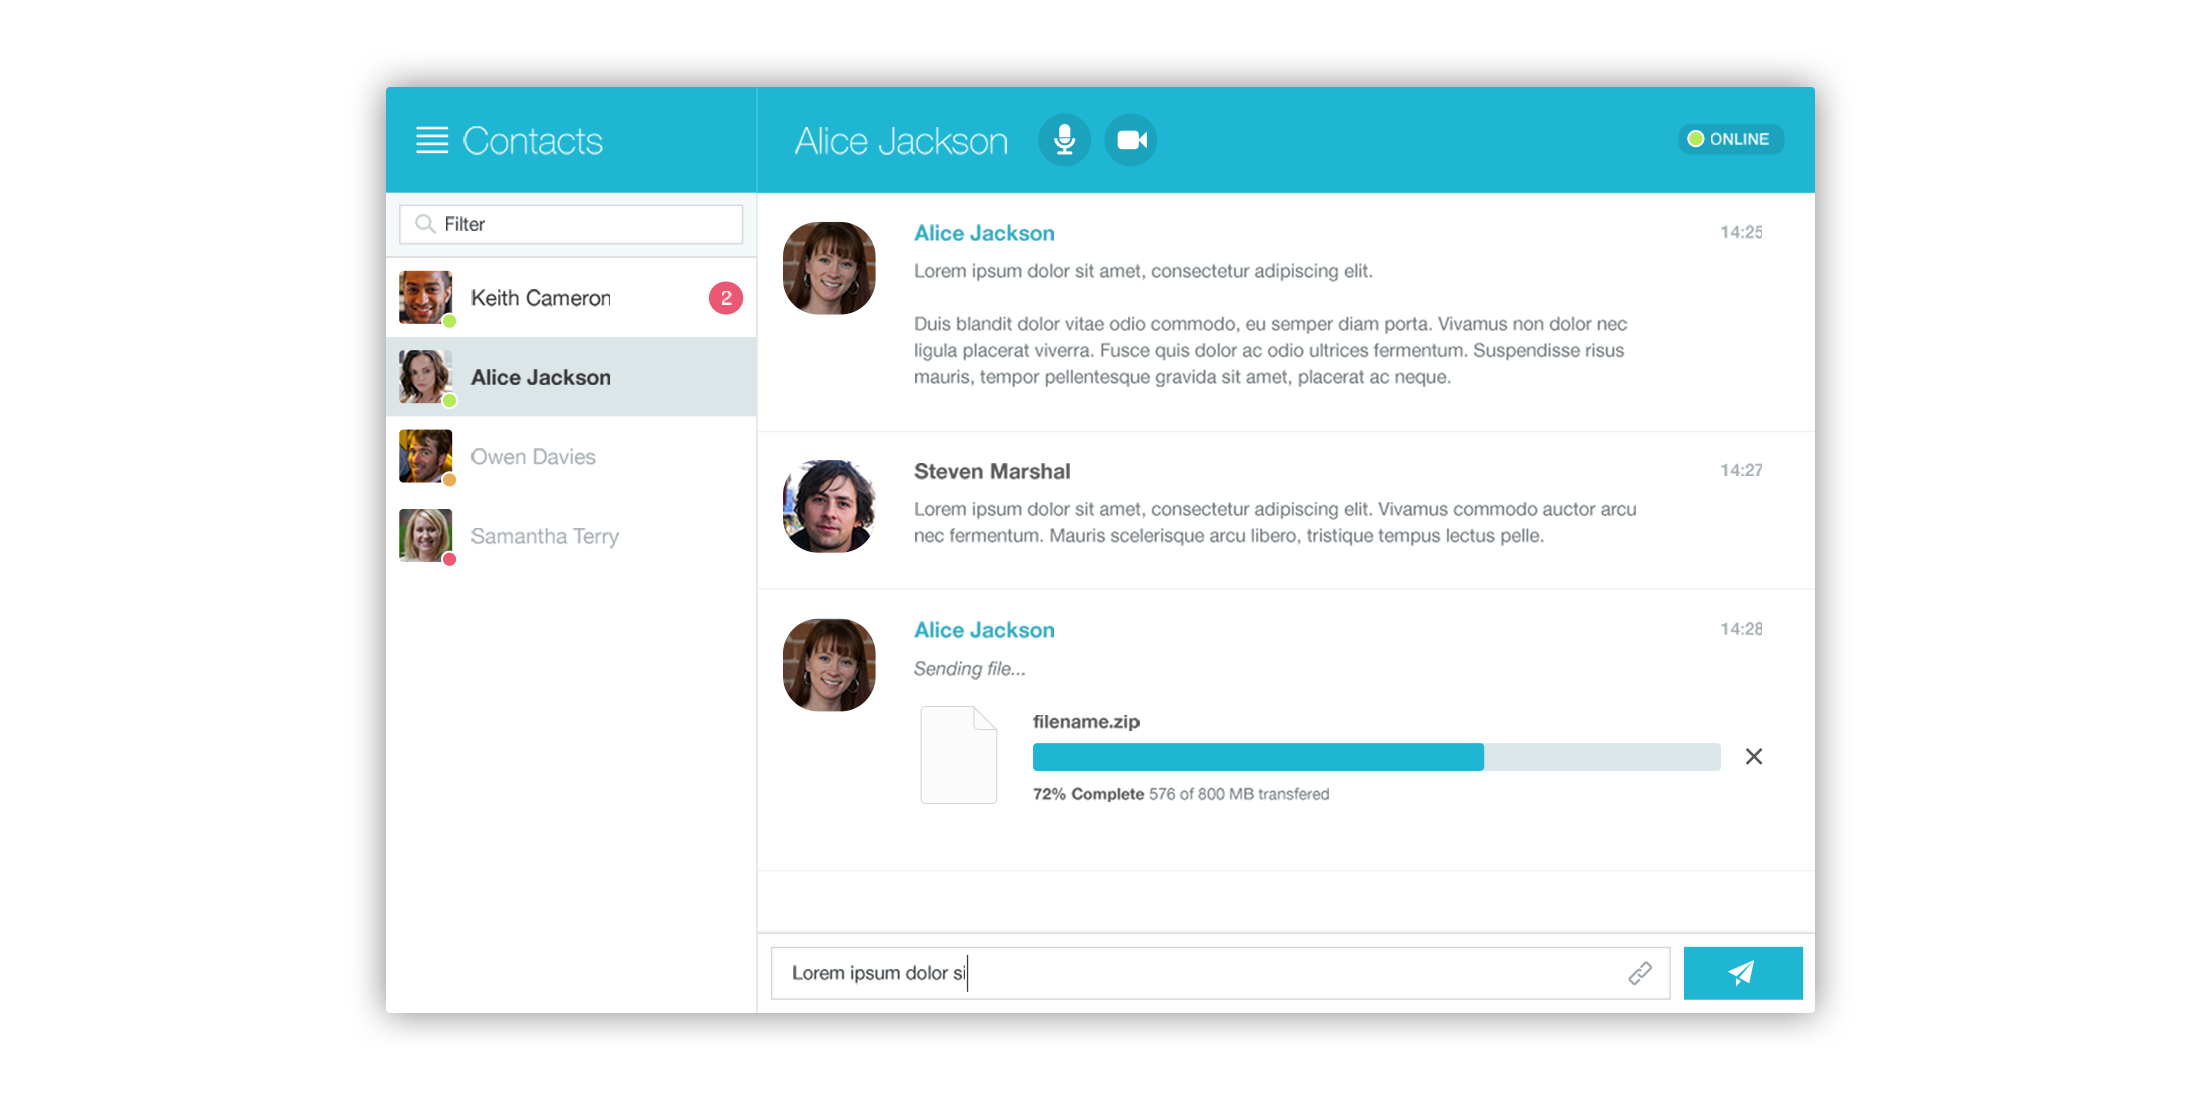 Contacts
Alice Jackson
ONLINE
Filter
Keith Cameron
2
Alice Jackson
Owen Davies
Samantha Terry
Alice Jackson
14:25
Lorem ipsum dolor sit amet, consectetur adipiscing elit.
Duis blandit dolor vitae odio commodo, eu semper diam porta. Vivamus non dolor nec
ligula placerat viverra. Fusce quis dolor ac odio ultrices fermentum. Suspendisse risus
mauris, tempor pellentesque gravida sit amet, placerat ac neque.
Steven Marshal
14:27
Lorem ipsum dolor sit amet, consectetur adipiscing elit. Vivamus commodo auctor arcu
nec fermentum. Mauris scelerisque arcu libero, tristique tempus lectus pelle.
Alice Jackson
14:28
Sending file...
filename.zip
72% Complete 576 of 800 MB transfered
Lorem ipsum dolor si